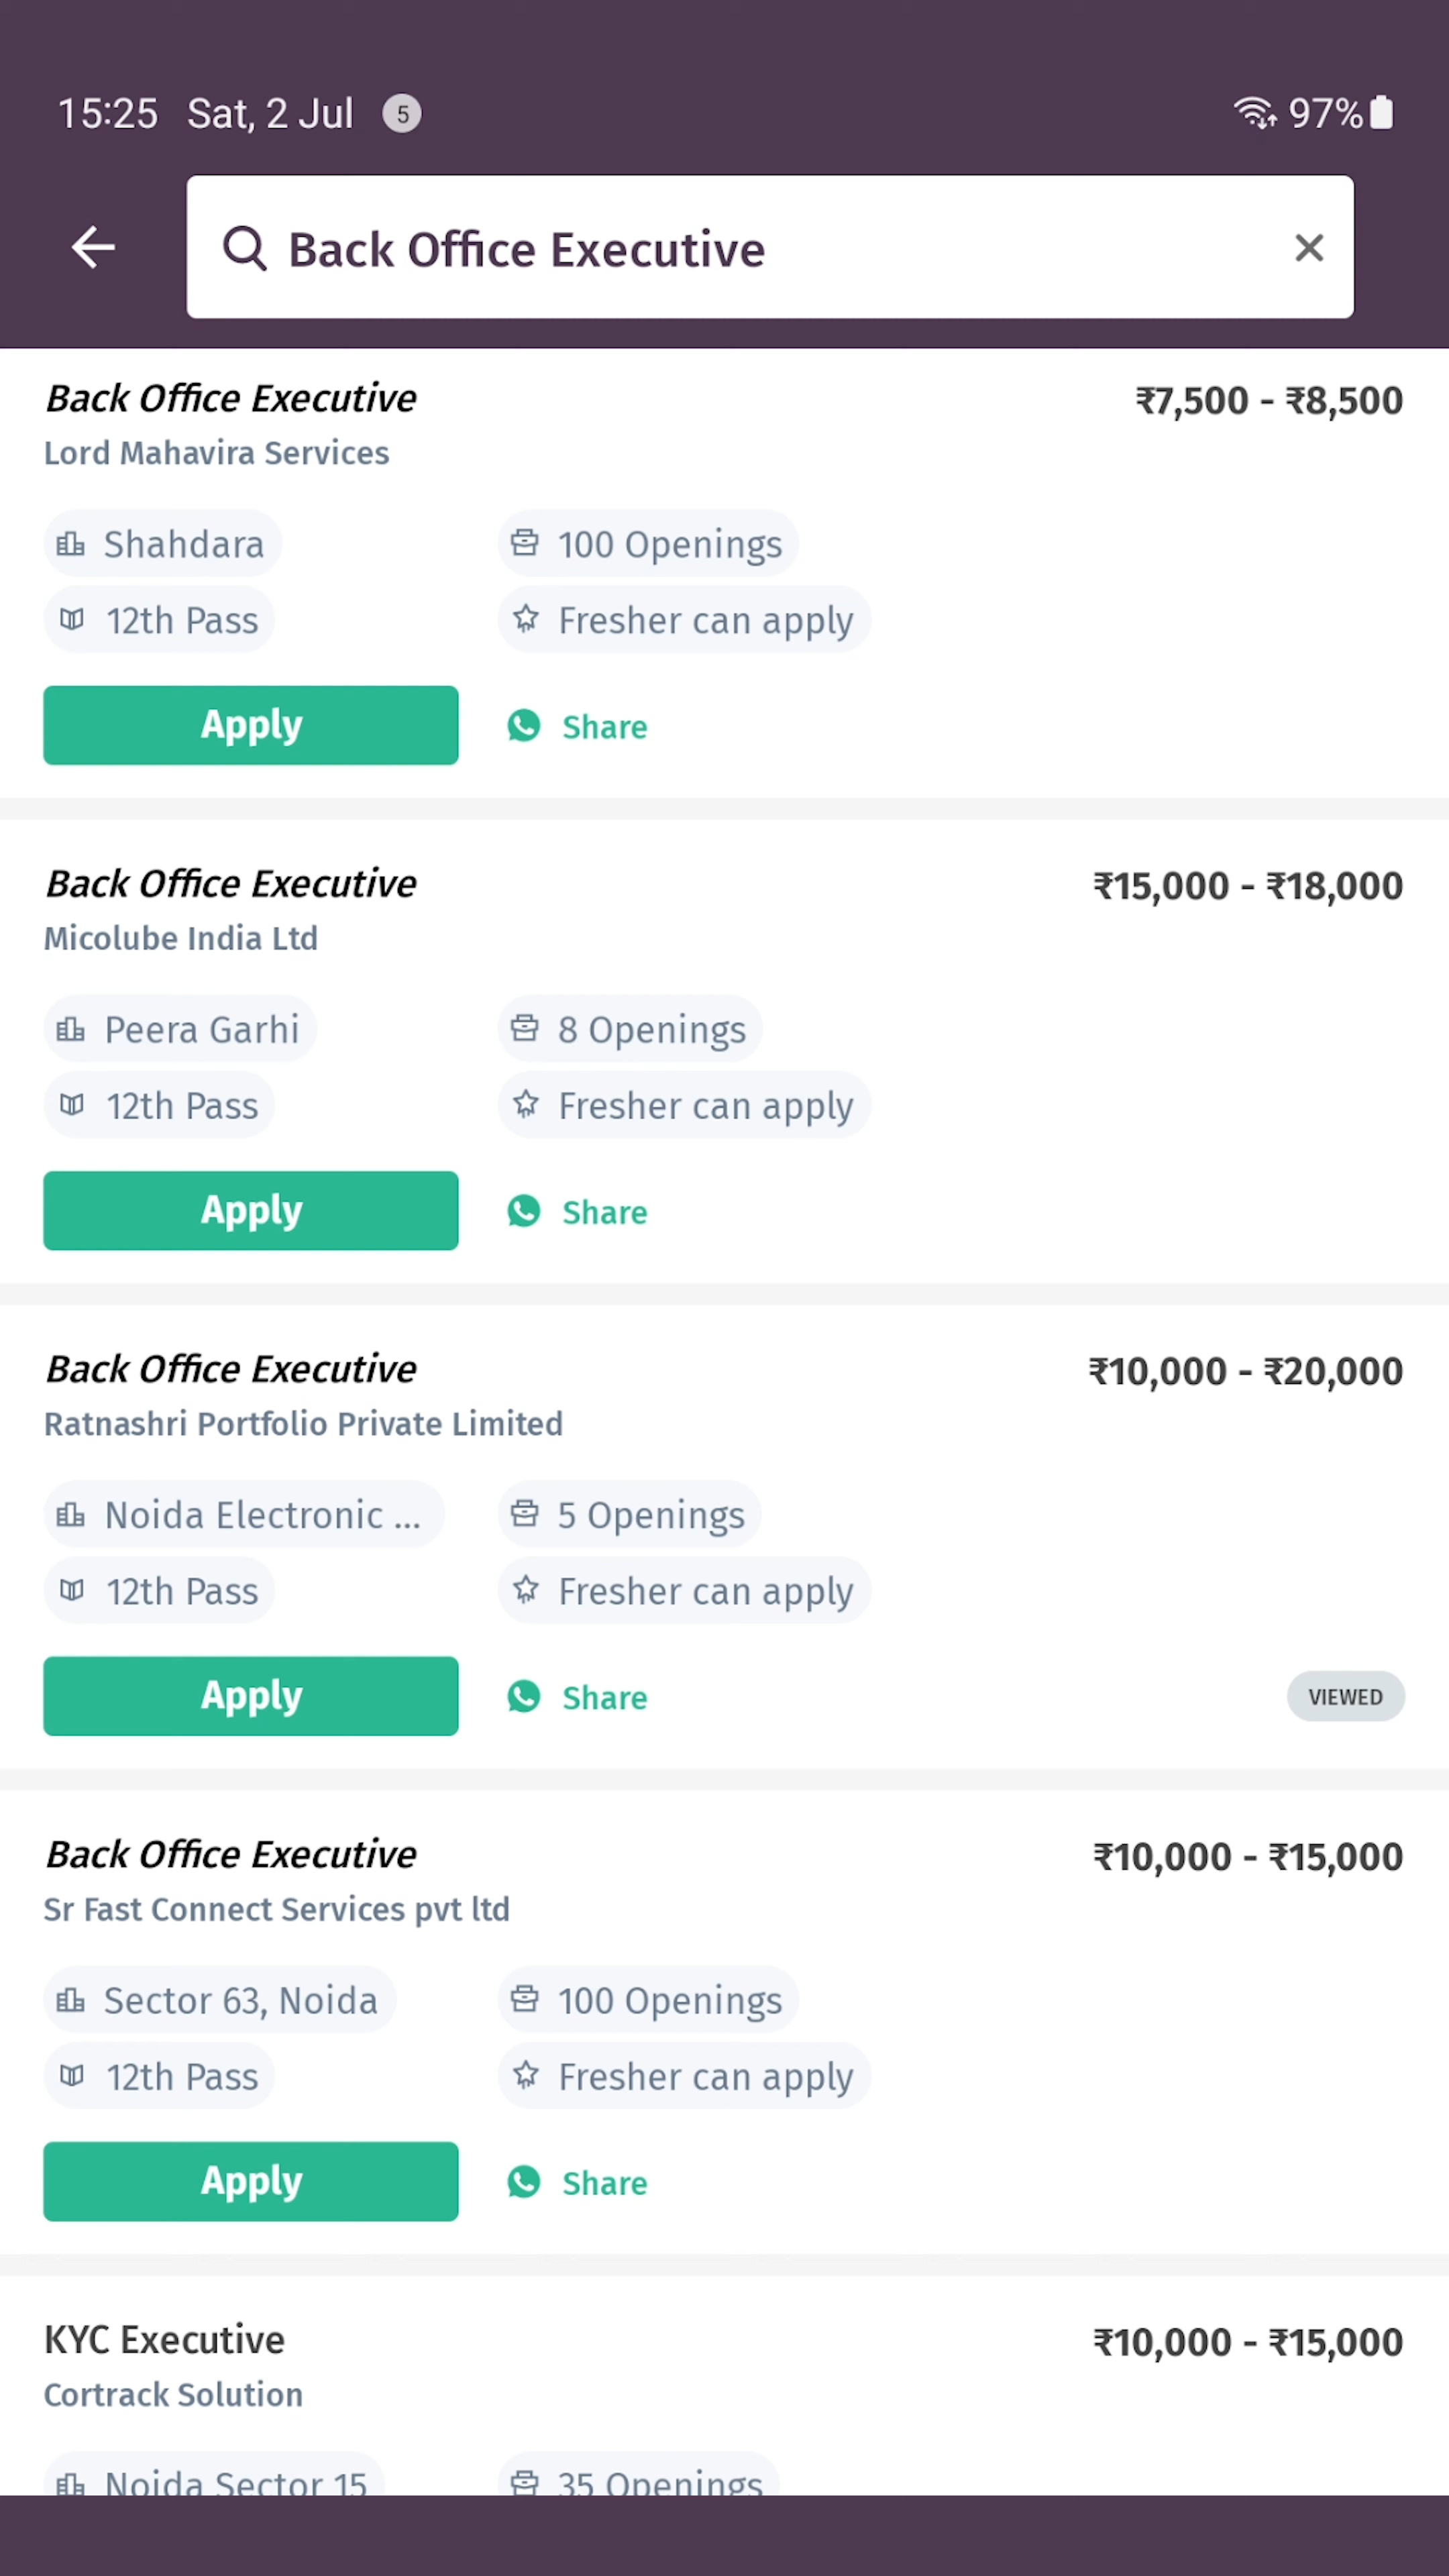 15:25 Sat, 2 Jul 5 97%
Back Office Executive
Back Office Executive ₹7,500 - ₹8,500
Lord Mahavira Services
Shahdara 100 Openings
12th Pass Fresher can apply
Apply Share
Back Office Executive ₹15,000 - ₹18,000
Micolube India Ltd
Peera Garhi 8 Openings
12th Pass Fresher can apply
Apply Share
Back Office Executive ₹10,000 - ₹20,000
Ratnashri Portfolio Private Limited
Noida Electronic ... 5 Openings
12th Pass Fresher can apply
Apply Share VIEWED
Back Office Executive ₹10,000 - ₹15,000
Sr Fast Connect Services pvt ltd
Sector 63, Noida 100 Openings
12th Pass Fresher can apply
Apply Share
KYC Executive ₹10,000 - ₹15,000
Cortrack Solution
Noida Sector 15 35 Openings